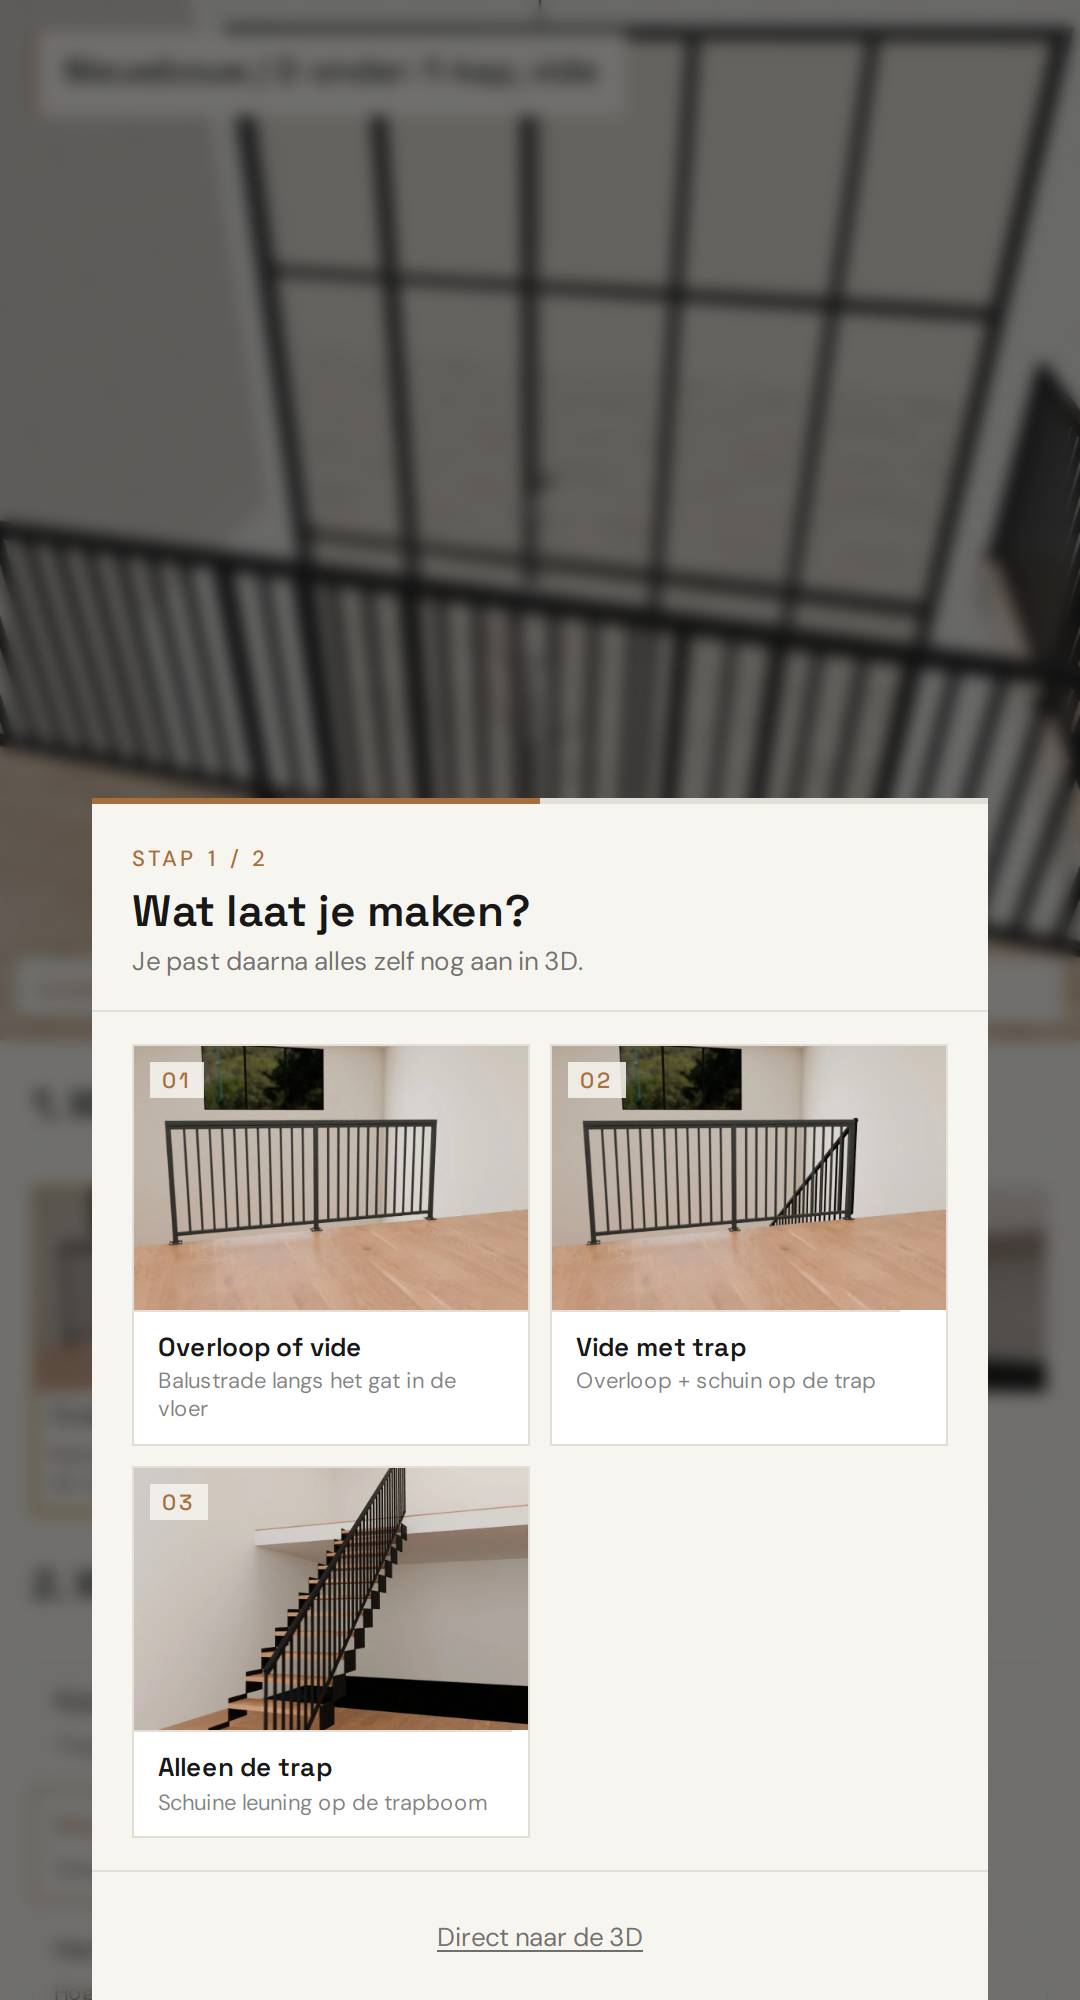 STAP 1 / 2
Wat laat je maken?
Je past daarna alles zelf nog aan in 3D.
01
02
Overloop of vide
Balustrade langs het gat in de
vloer
Vide met trap
Overloop + schuin op de trap
03
Alleen de trap
Schuine leuning op de trapboom
Direct naar de 3D